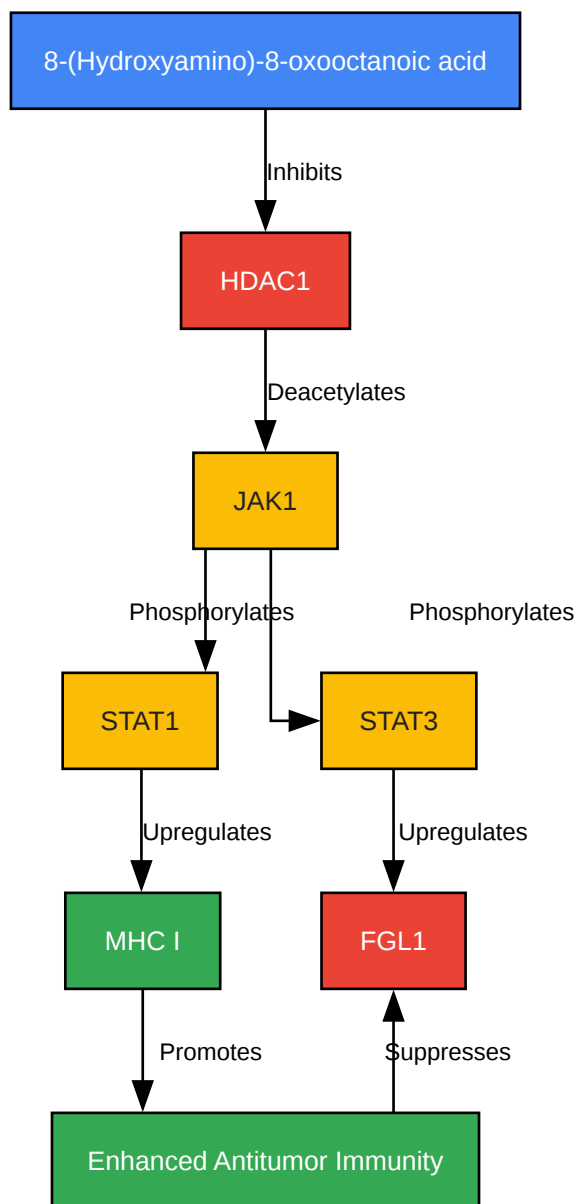 8-(Hydroxyamino)-8-oxooctanoic acid
Inhibits
HDAC1
Deacetylates
JAK1
Phosphorylates
Phosphorylates
STAT1
STAT3
Upregulates
Upregulates
MHC I
FGL1
Promotes
Suppresses
Enhanced Antitumor Immunity